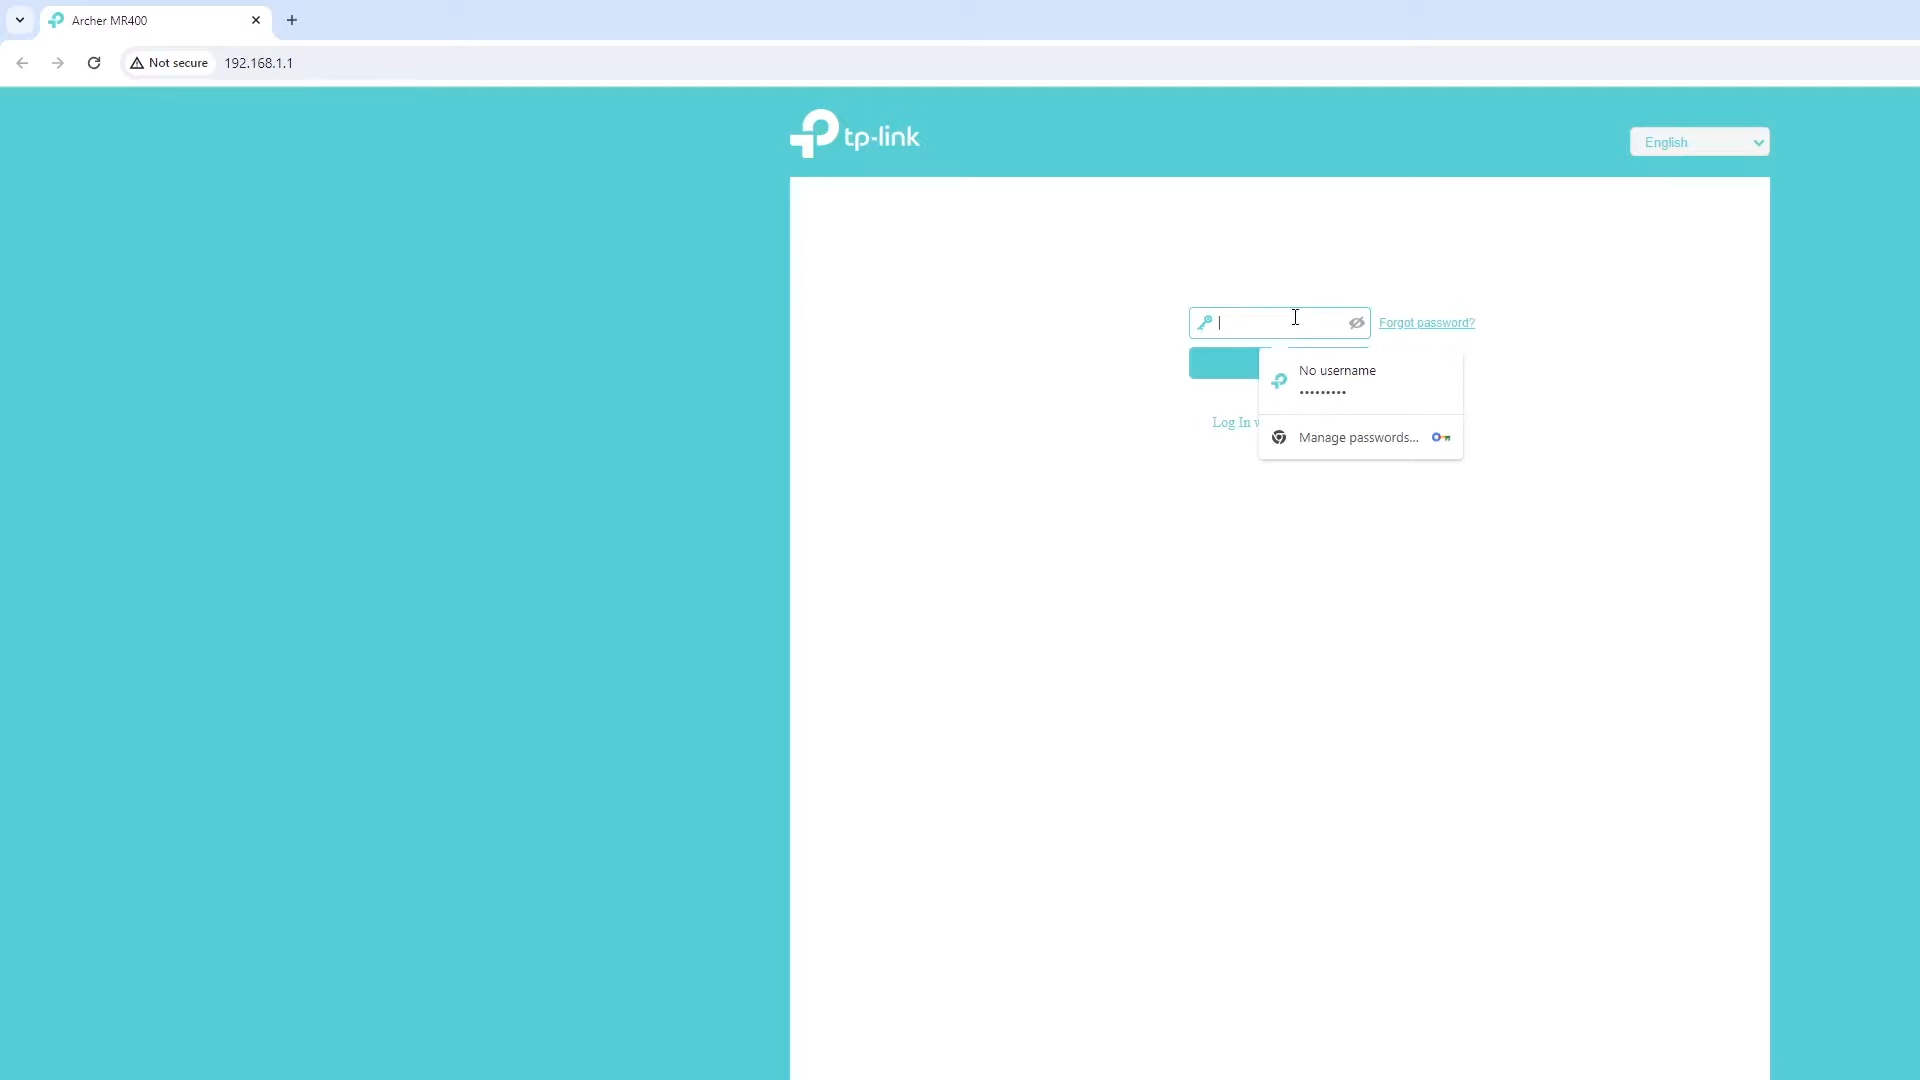 Archer MR400
Not secure
192.168.1.1
tp-link
English
Forgot password?
No username
•••••••••
Log In
Manage passwords...